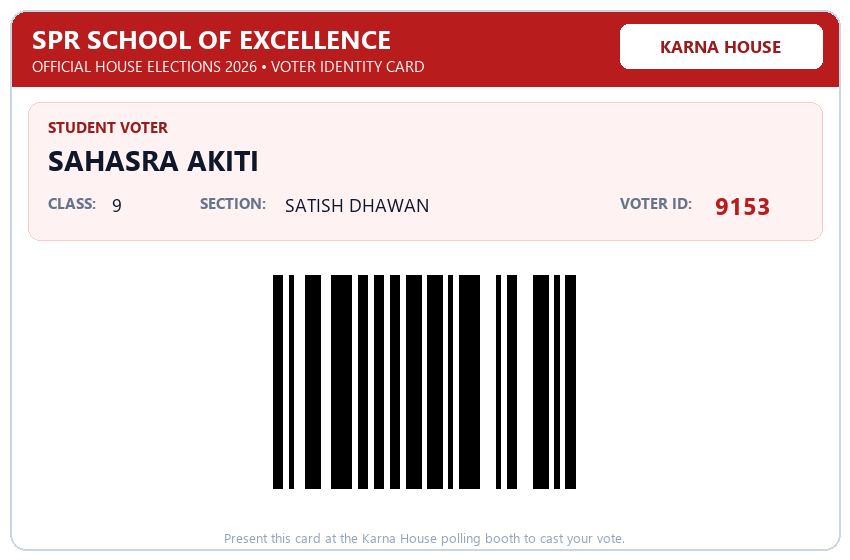 SPR SCHOOL OF EXCELLENCE
OFFICIAL HOUSE ELECTIONS 2026 • VOTER IDENTITY CARD
KARNA HOUSE
STUDENT VOTER
SAHASRA AKITI
CLASS: 9 SECTION: SATISH DHAWAN VOTER ID: 9153
Present this card at the Karna House polling booth to cast your vote.